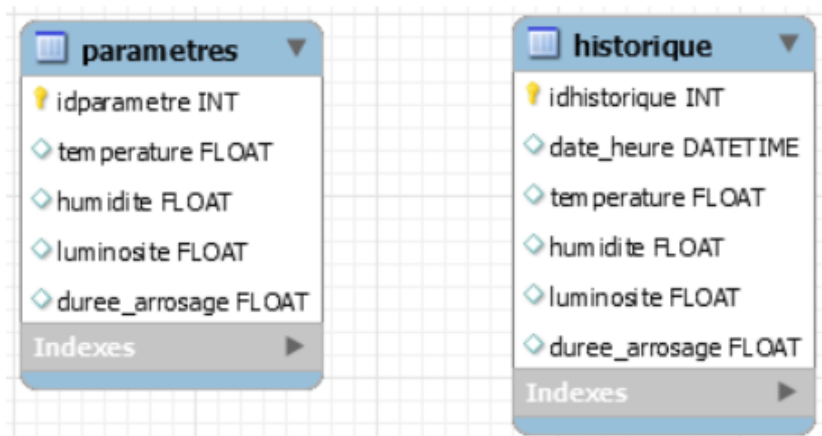 parametres
idparametre INT
temperature FLOAT
humidite FLOAT
luminosite FLOAT
duree_arrosage FLOAT
Indexes
historique
idhistorique INT
date_heure DATETIME
temperature FLOAT
humidite FLOAT
luminosite FLOAT
duree_arrosage FLOAT
Indexes